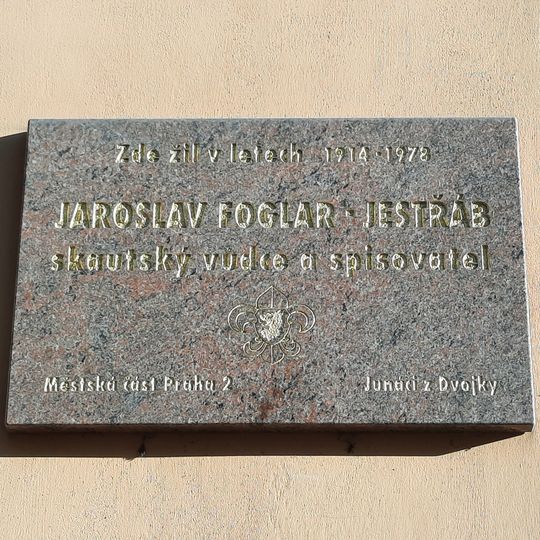 Zde žil v letech 1914-1978
JAROSLAV FOGLAR - JESTŘÁB
skautský vůdce a spisovatel
Městská část Praha 2
Junáci z Dvojky